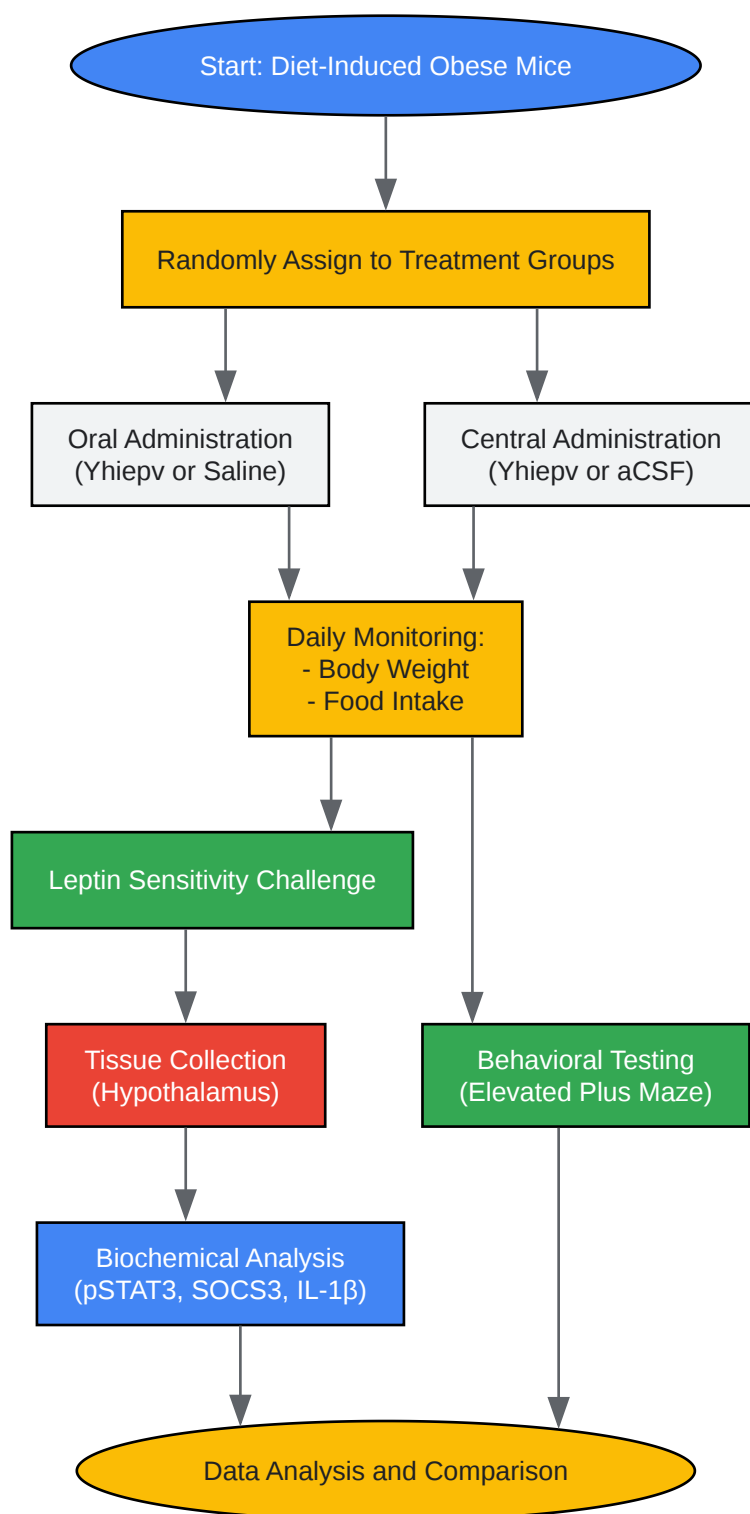 Start: Diet-Induced Obese Mice
Randomly Assign to Treatment Groups
Oral Administration
(Yhiepv or Saline)
Central Administration
(Yhiepv or aCSF)
Daily Monitoring:
- Body Weight
- Food Intake
Leptin Sensitivity Challenge
Tissue Collection
(Hypothalamus)
Behavioral Testing
(Elevated Plus Maze)
Biochemical Analysis
(pSTAT3, SOCS3, IL-1β)
Data Analysis and Comparison